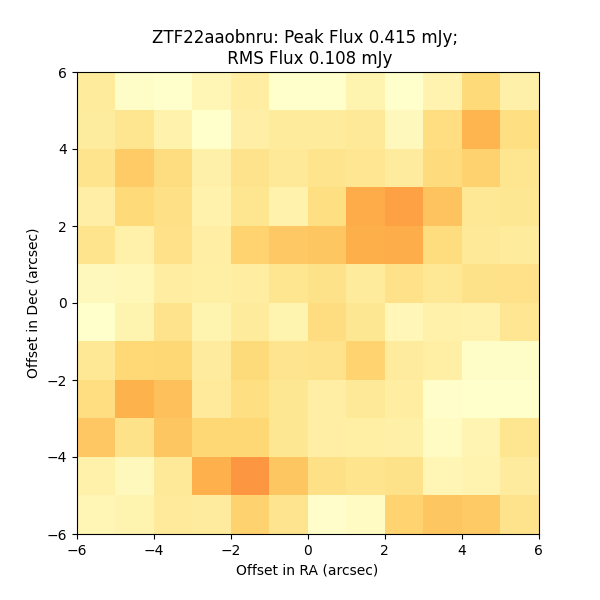 ZTF22aaobnru: Peak Flux 0.415 mJy;
RMS Flux 0.108 mJy
6
4
2
0
−2
−4
−6
Offset in Dec (arcsec)
−6 −4 −2 0 2 4 6
Offset in RA (arcsec)